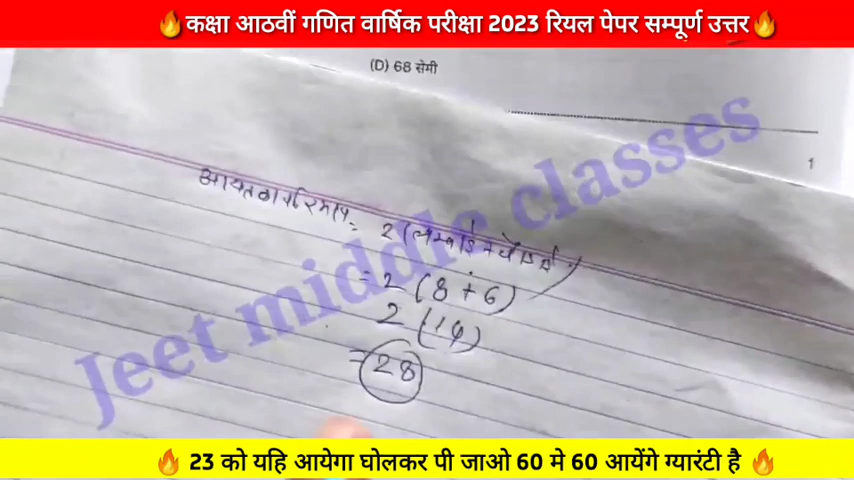 🔥कक्षा आठवीं गणित वार्षिक परीक्षा 2023 रियल पेपर सम्पूर्ण उत्तर🔥
(D) 68 सेमी
1
आयत का परिमाप = 2 (लम्बाई + चौड़ाई)
= 2 (8 + 6)
2 (14)
= 28
Jeet middle classes
🔥 23 को यहि आयेगा घोलकर पी जाओ 60 मे 60 आयेंगे ग्यारंटी है 🔥